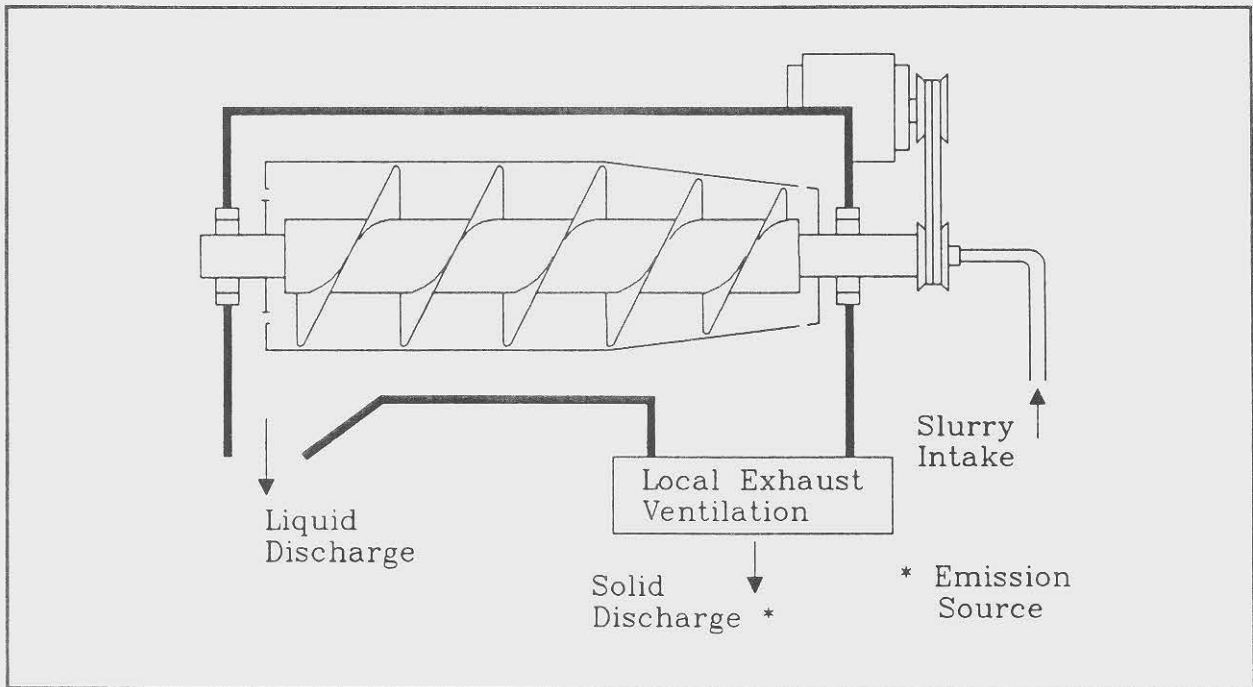 Slurry
Intake
Local Exhaust
Ventilation
Liquid
Discharge
Solid
Discharge *
* Emission
Source